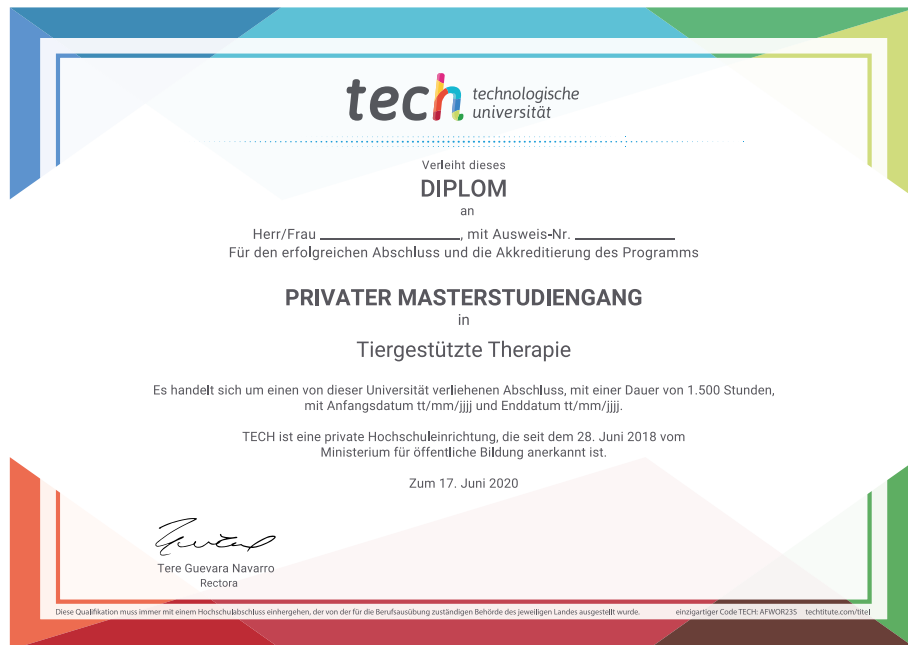 tech technologische
universität
Verleiht dieses
DIPLOM
an
Herr/Frau ____________, mit Ausweis-Nr. ____________
Für den erfolgreichen Abschluss und die Akkreditierung des Programms
PRIVATER MASTERSTUDIENGANG
in
Tiergestützte Therapie
Es handelt sich um einen von dieser Universität verliehenen Abschluss, mit einer Dauer von 1.500 Stunden,
mit Anfangsdatum tt/mm/jjjj und Enddatum tt/mm/jjjj.
TECH ist eine private Hochschuleinrichtung, die seit dem 28. Juni 2018 vom
Ministerium für öffentliche Bildung anerkannt ist.
Zum 17. Juni 2020
Tere Guevara Navarro
Rectora
Diese Qualifikation muss immer mit einem Hochschulabschluss einhergehen, der von der für die Berufsausübung zuständigen Behörde des jeweiligen Landes ausgestellt wurde. einzigartiger Code TECH: AFWOR23S techtitute.com/titel